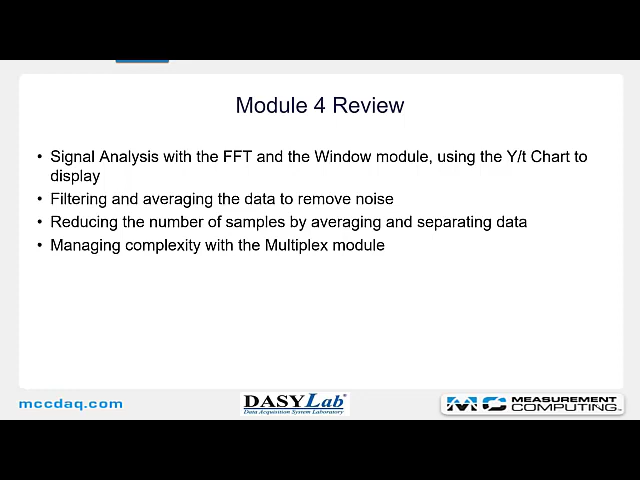 Module 4 Review
• Signal Analysis with the FFT and the Window module, using the Y/t Chart to
display
• Filtering and averaging the data to remove noise
• Reducing the number of samples by averaging and separating data
• Managing complexity with the Multiplex module
mccdaq.com
DASYLab
Data Acquisition System Laboratory
MC MEASUREMENT
COMPUTING